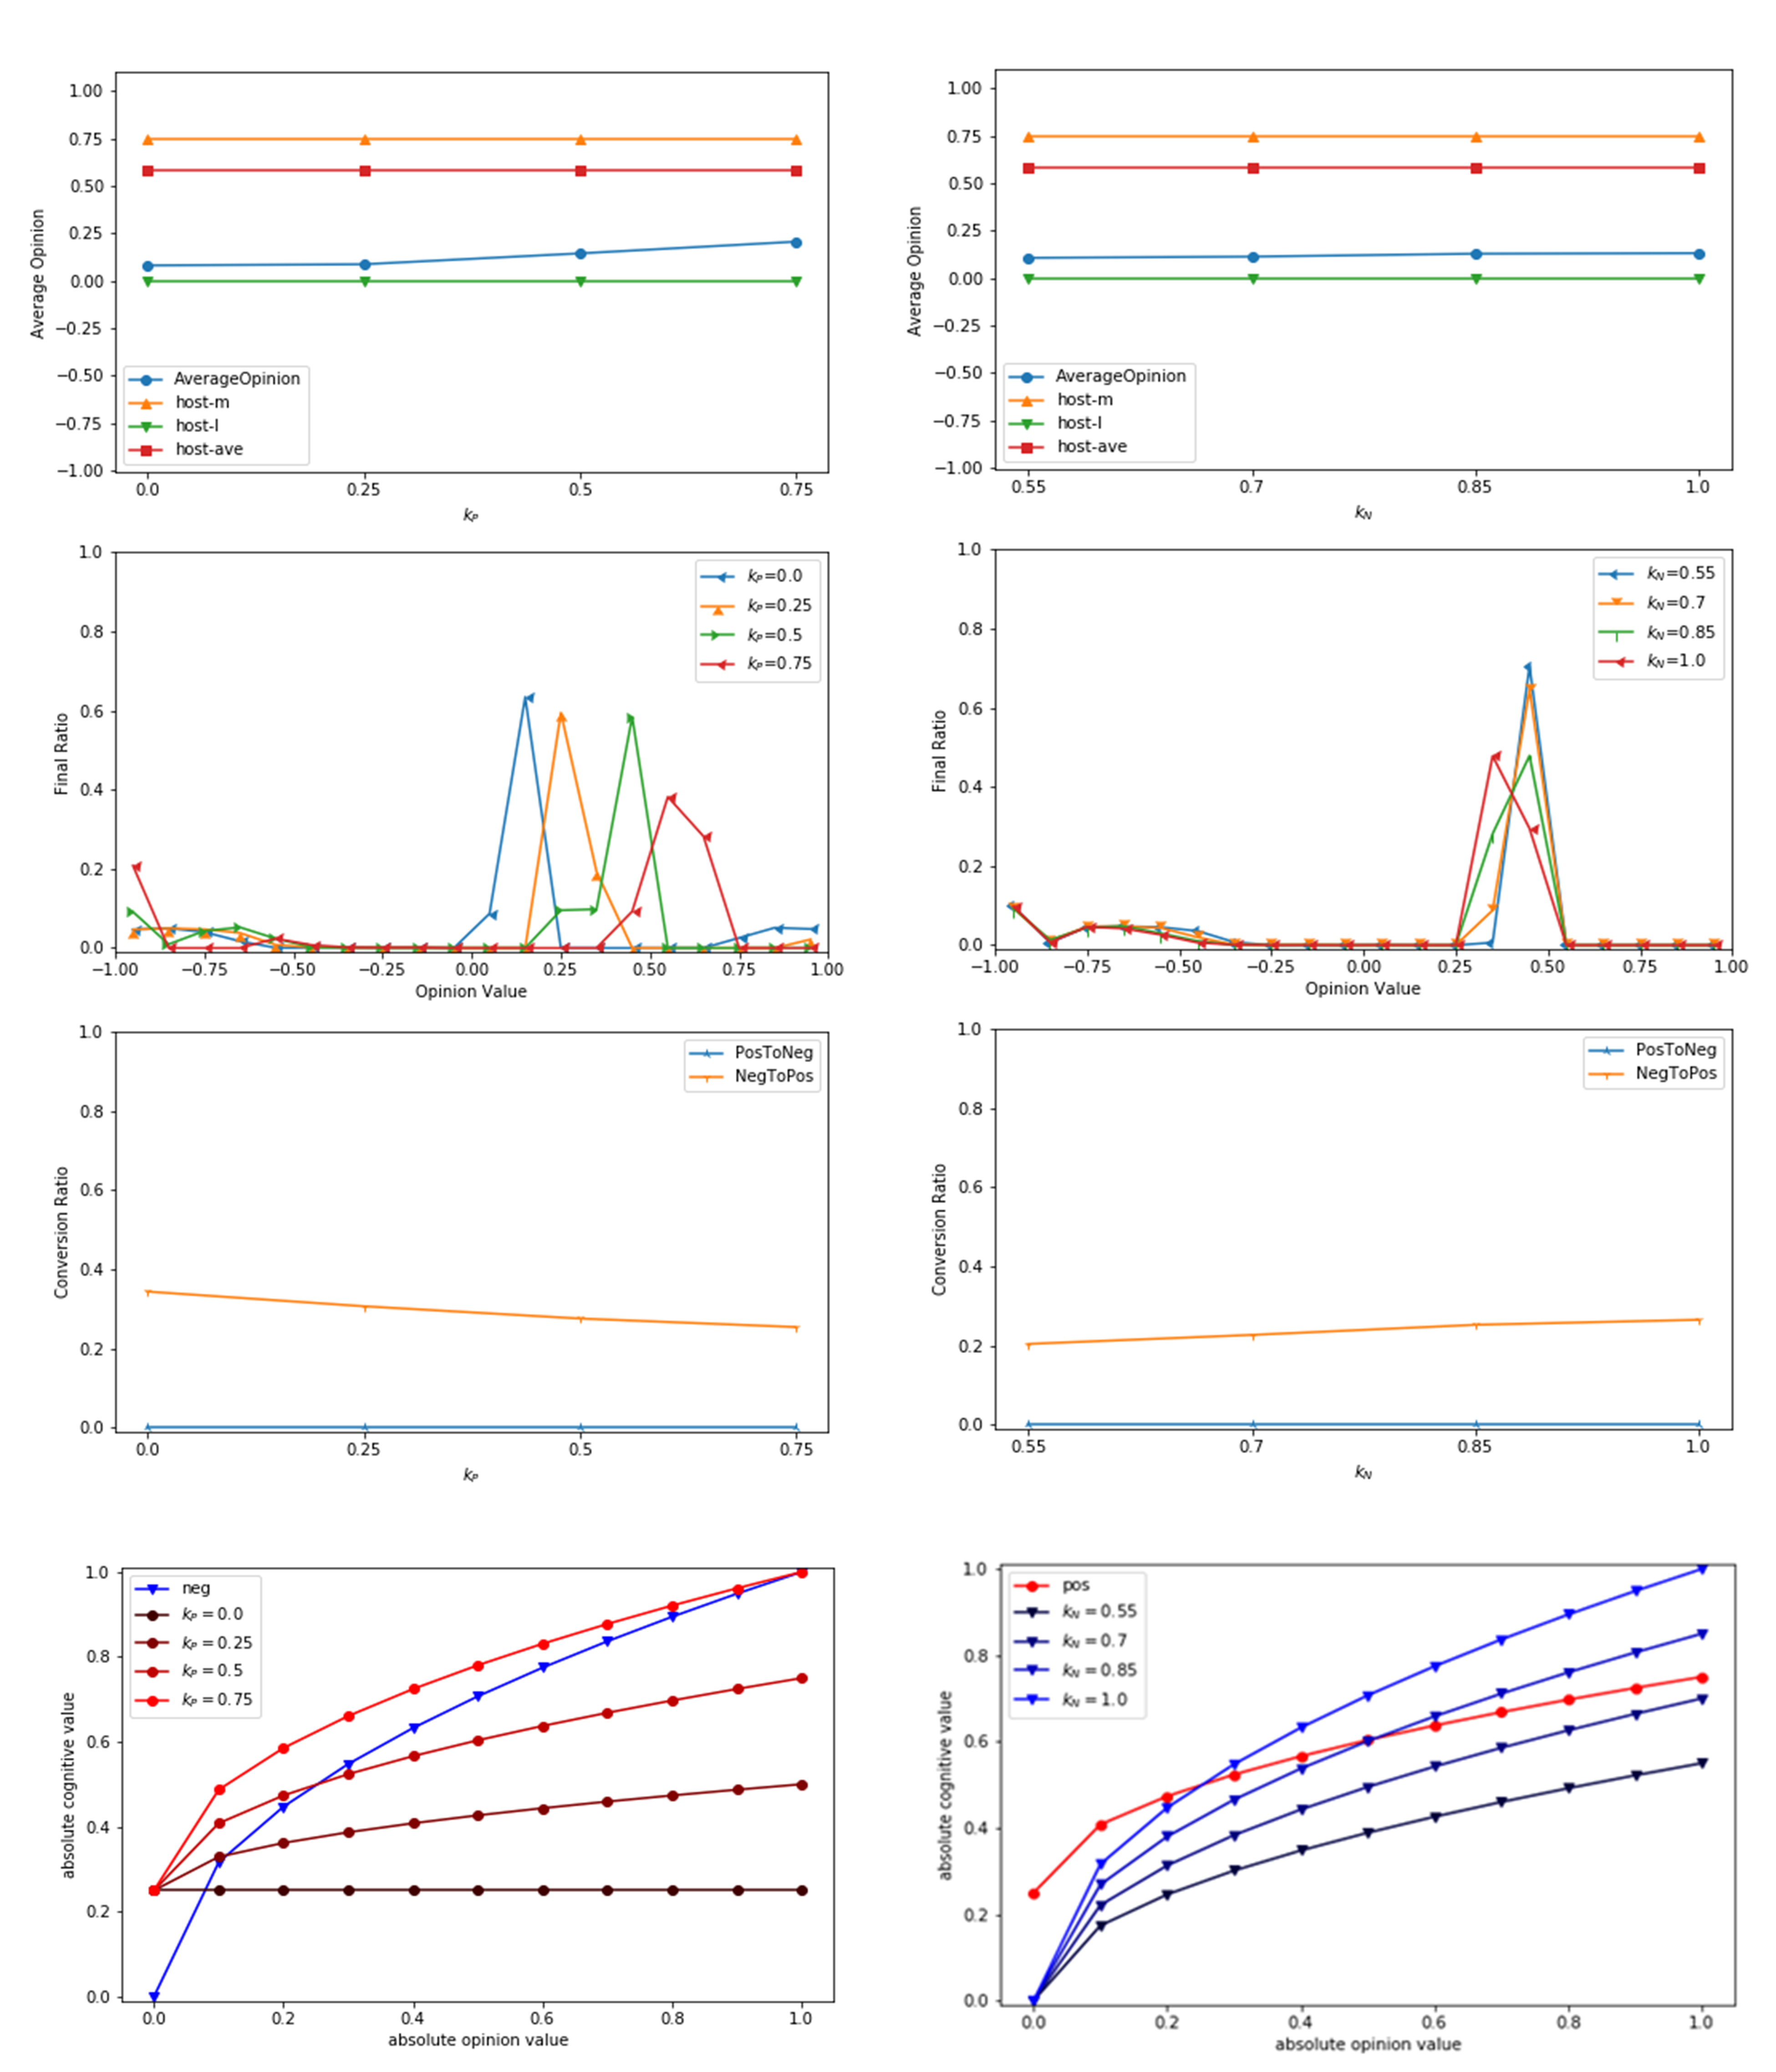 1.00
0.75
0.50
0.25
0.00
−0.25
−0.50
−0.75
−1.00
Average Opinion
AverageOpinion
host-m
host-l
host-ave
0.0 0.25 0.5 0.75
kP
1.00
0.75
0.50
0.25
0.00
−0.25
−0.50
−0.75
−1.00
Average Opinion
AverageOpinion
host-m
host-l
host-ave
0.55 0.7 0.85 1.0
kN
1.0
0.8
0.6
0.4
0.2
0.0
Final Ratio
kP=0.0
kP=0.25
kP=0.5
kP=0.75
−1.00 −0.75 −0.50 −0.25 0.00 0.25 0.50 0.75 1.00
Opinion Value
1.0
0.8
0.6
0.4
0.2
0.0
Final Ratio
kN=0.55
kN=0.7
kN=0.85
kN=1.0
−1.00 −0.75 −0.50 −0.25 0.00 0.25 0.50 0.75 1.00
Opinion Value
1.0
0.8
0.6
0.4
0.2
0.0
Conversion Ratio
PosToNeg
NegToPos
0.0 0.25 0.5 0.75
kP
1.0
0.8
0.6
0.4
0.2
0.0
Conversion Ratio
PosToNeg
NegToPos
0.55 0.7 0.85 1.0
kN
1.0
0.8
0.6
0.4
0.2
0.0
absolute cognitive value
neg
kP = 0.0
kP = 0.25
kP = 0.5
kP = 0.75
0.0 0.2 0.4 0.6 0.8 1.0
absolute opinion value
1.0
0.8
0.6
0.4
0.2
0.0
absolute cognitive value
pos
kN = 0.55
kN = 0.7
kN = 0.85
kN = 1.0
0.0 0.2 0.4 0.6 0.8 1.0
absolute opinion value